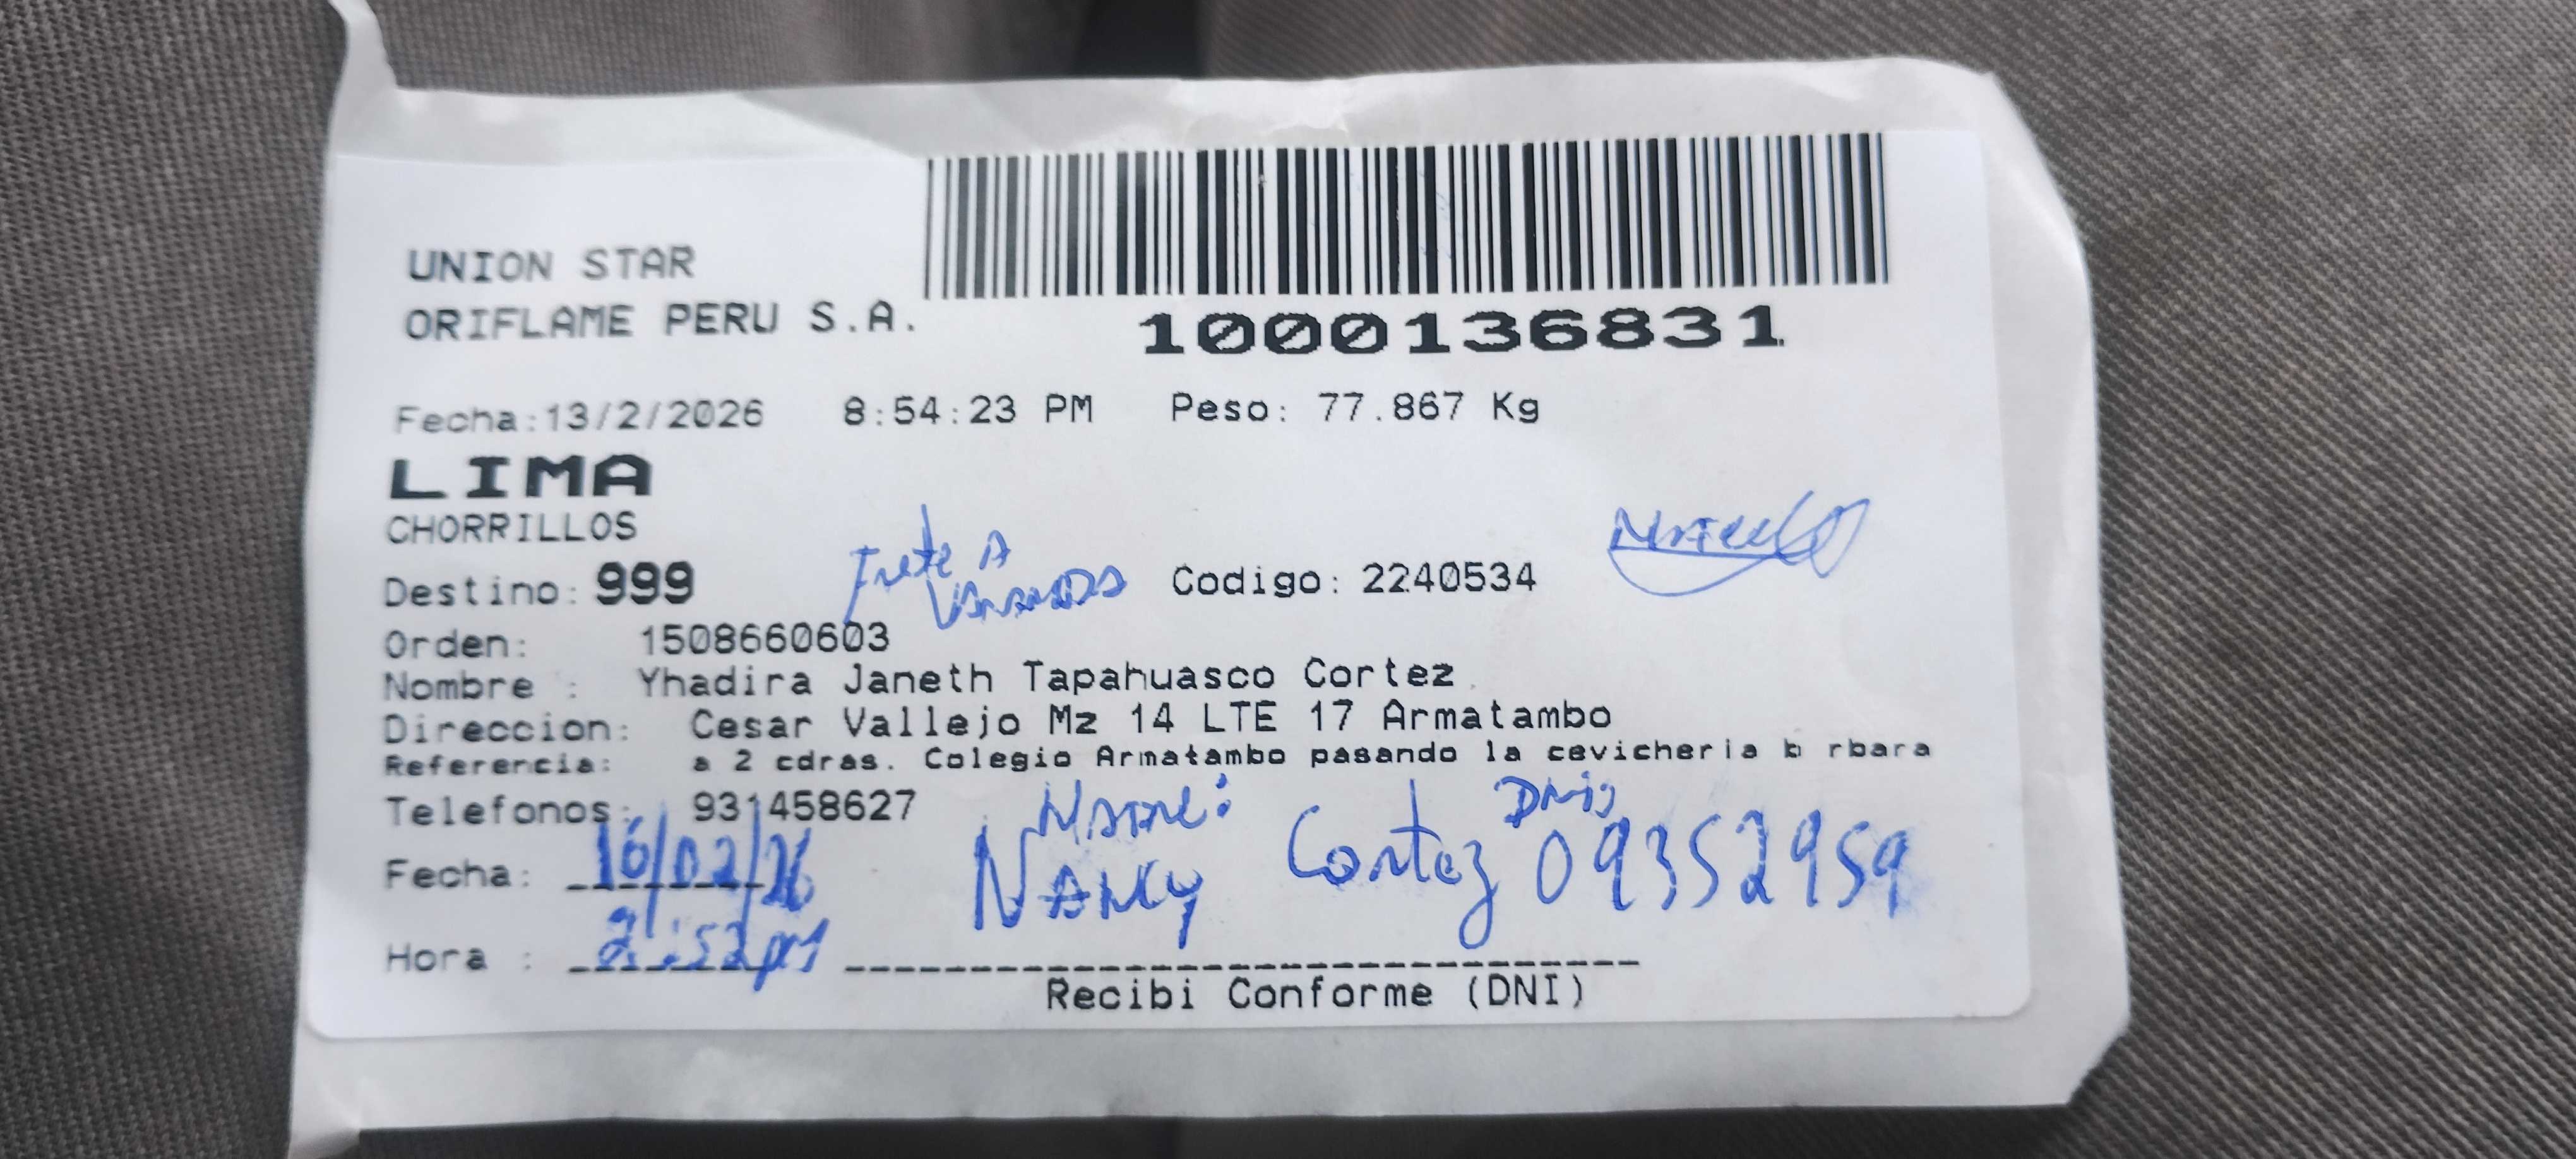 UNION STAR
ORIFLAME PERU S.A.
1000136831
Fecha:13/2/2026 8:54:23 PM Peso: 77.867 Kg
LIMA
CHORRILLOS
Destino: 999 Codigo: 2240534
Orden: 1508660603
Nombre : Yhadira Janeth Tapahuasco Cortez
Direccion: Cesar Vallejo Mz 14 LTE 17 Armatambo
Referencia: a 2 cdras. Colegio Armatambo pasando la cevicheria b rbara
Telefonos: 931458627
Fecha: 16/02/26 Nancy Cortez 09352959
Hora : 2:52pm
Recibi Conforme (DNI)